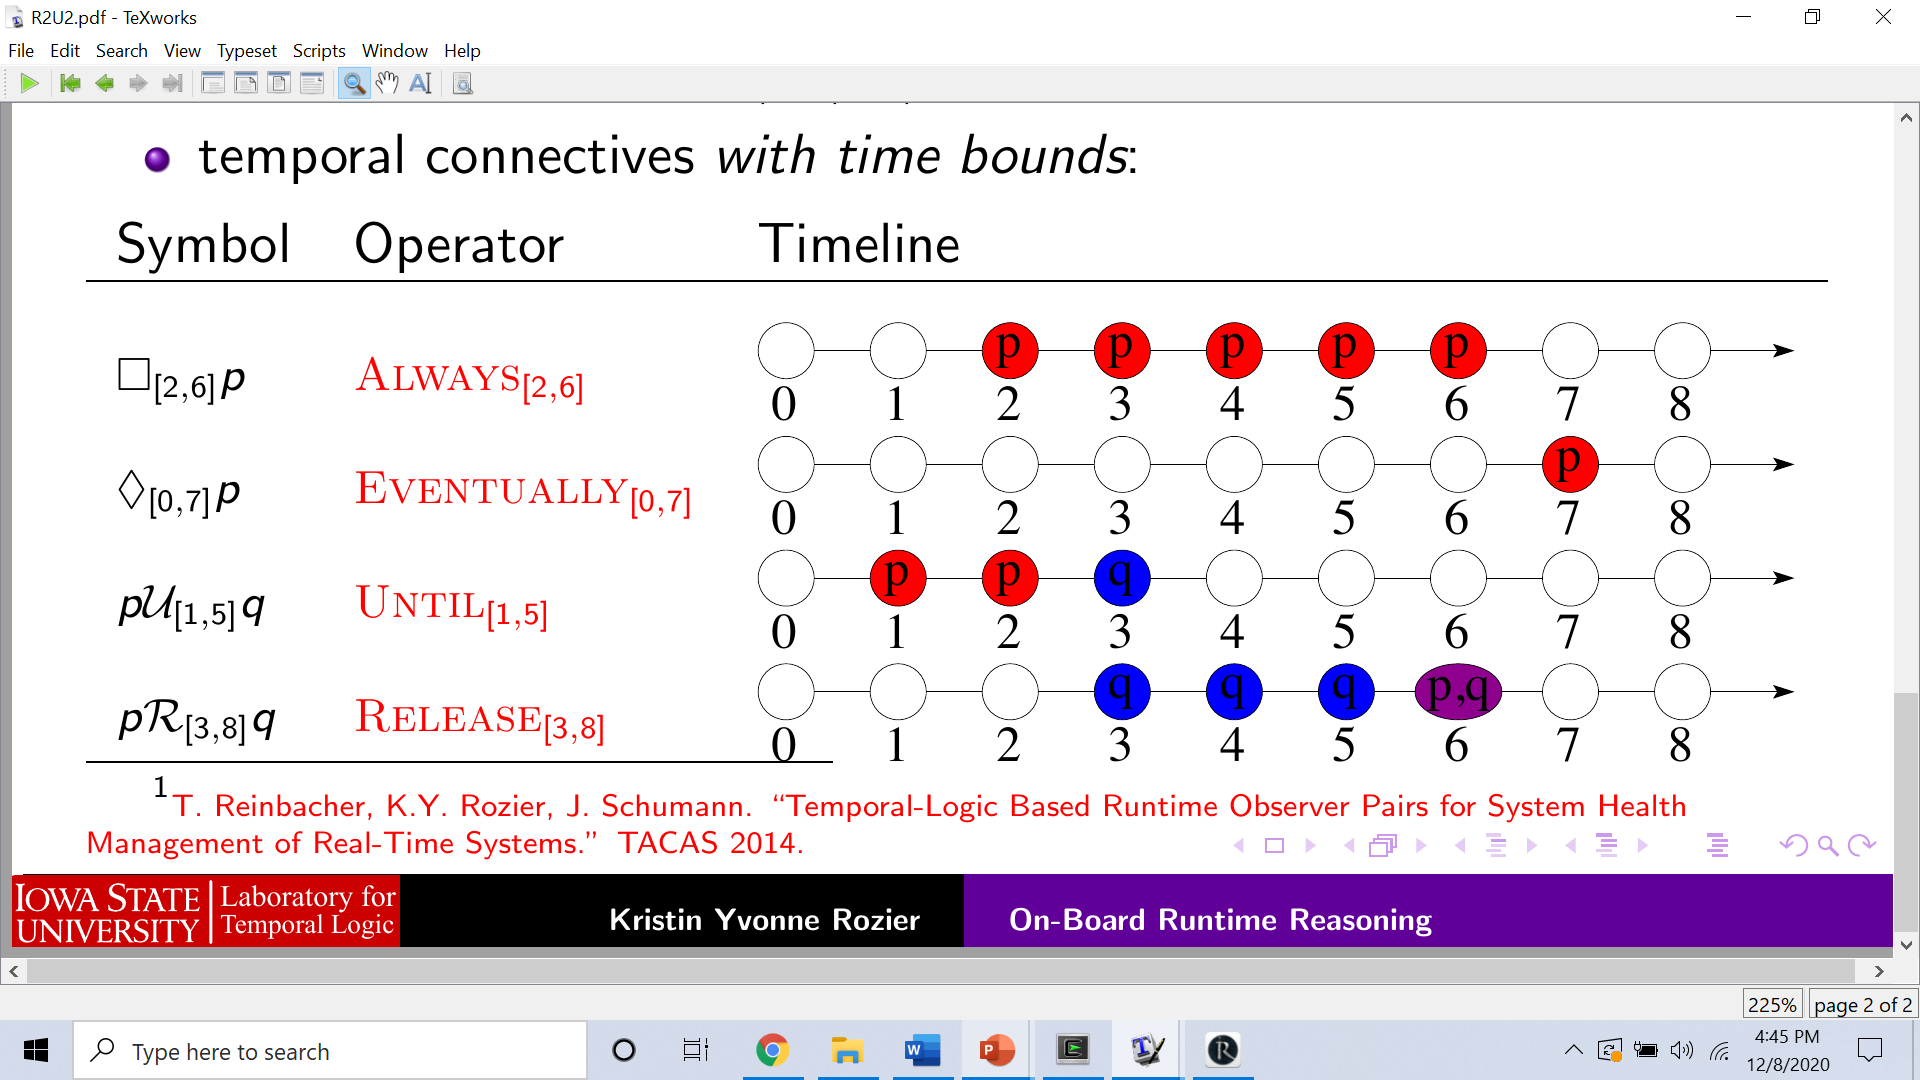 R2U2.pdf - TeXworks
File Edit Search View Typeset Scripts Window Help
temporal connectives with time bounds:
Symbol Operator Timeline
□[2,6]p ALWAYS[2,6] p p p p p
0 1 2 3 4 5 6 7 8
◊[0,7]p EVENTUALLY[0,7] p
0 1 2 3 4 5 6 7 8
p𝒰[1,5]q UNTIL[1,5] p p q
0 1 2 3 4 5 6 7 8
pℛ[3,8]q RELEASE[3,8] q q q p,q
0 1 2 3 4 5 6 7 8
1 T. Reinbacher, K.Y. Rozier, J. Schumann. “Temporal-Logic Based Runtime Observer Pairs for System Health
Management of Real-Time Systems.” TACAS 2014.
IOWA STATE UNIVERSITY
Laboratory for
Temporal Logic
Kristin Yvonne Rozier
On-Board Runtime Reasoning
225% page 2 of 2
Type here to search
4:45 PM
12/8/2020